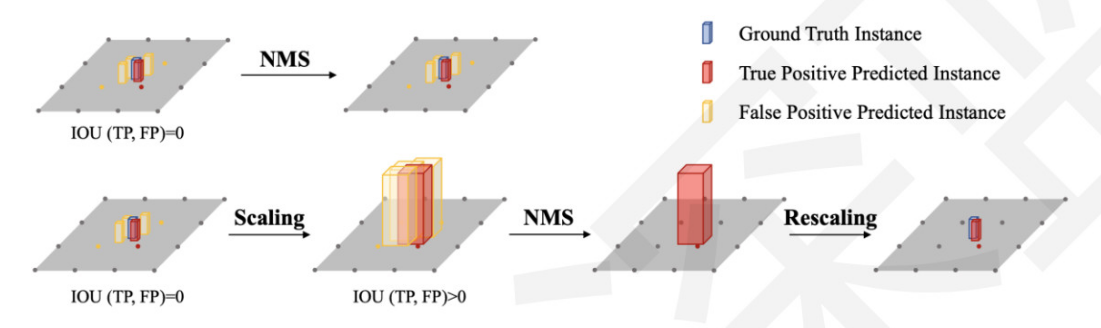 NMS
IOU (TP, FP)=0
Ground Truth Instance
True Positive Predicted Instance
False Positive Predicted Instance
Scaling
NMS
Rescaling
IOU (TP, FP)=0
IOU (TP, FP)>0